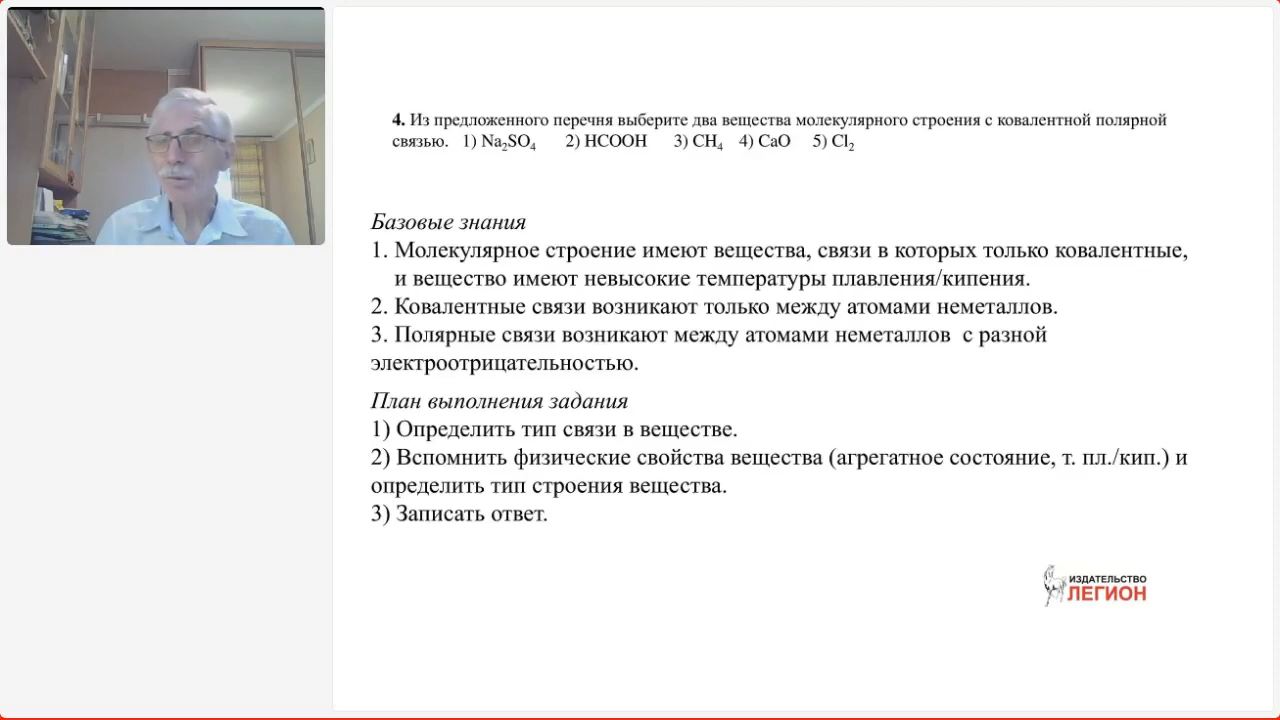 4. Из предложенного перечня выберите два вещества молекулярного строения с ковалентной полярной
связью. 1) Na₂SO₄ 2) HCOOH 3) CH₄ 4) CaO 5) Cl₂
Базовые знания
1. Молекулярное строение имеют вещества, связи в которых только ковалентные,
и вещество имеют невысокие температуры плавления/кипения.
2. Ковалентные связи возникают только между атомами неметаллов.
3. Полярные связи возникают между атомами неметаллов с разной
электроотрицательностью.
План выполнения задания
1) Определить тип связи в веществе.
2) Вспомнить физические свойства вещества (агрегатное состояние, т. пл./кип.) и
определить тип строения вещества.
3) Записать ответ.
ИЗДАТЕЛЬСТВО
ЛЕГИОН